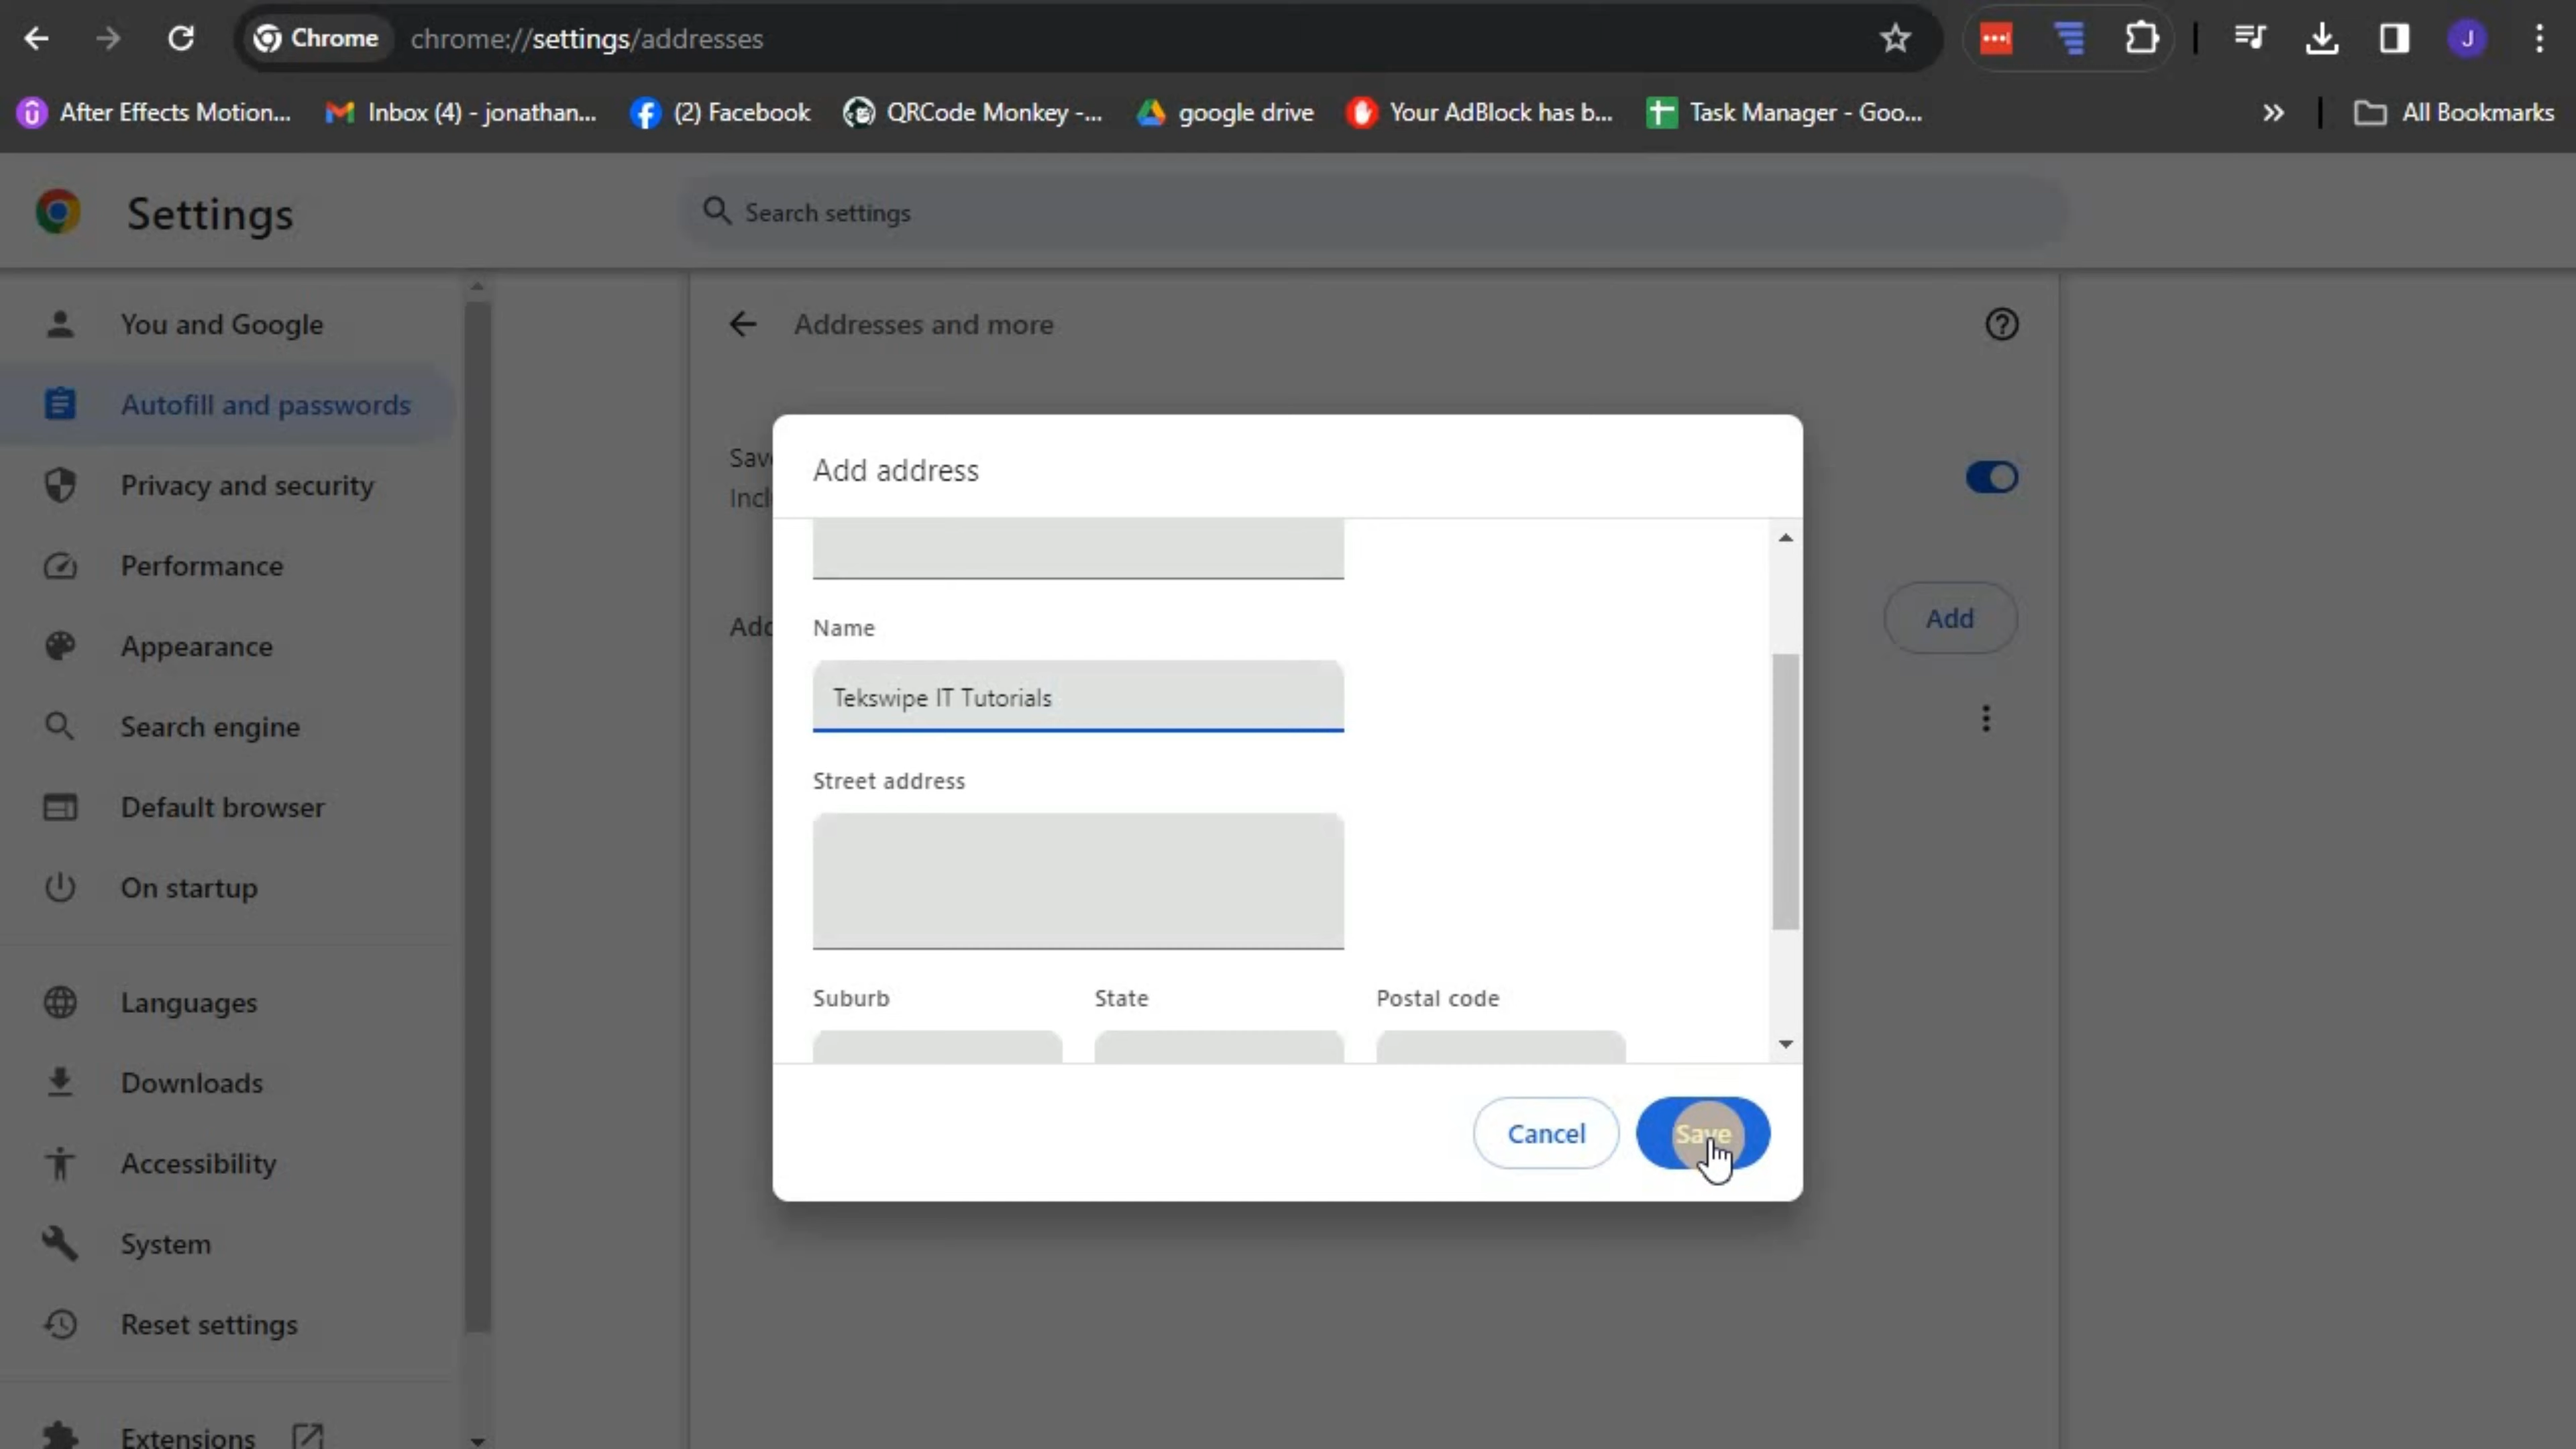 Chrome chrome://settings/addresses J
After Effects Motion... Inbox (4) - jonathan... (2) Facebook QRCode Monkey -... google drive Your AdBlock has b... Task Manager - Goo... » All Bookmarks
Settings Search settings
You and Google
Addresses and more
Autofill and passwords
Privacy and security
Performance
Appearance
Search engine
Default browser
On startup
Languages
Downloads
Accessibility
System
Reset settings
Extensions
Add
Add address
Name
Tekswipe IT Tutorials
Street address
Suburb State Postal code
Cancel Save